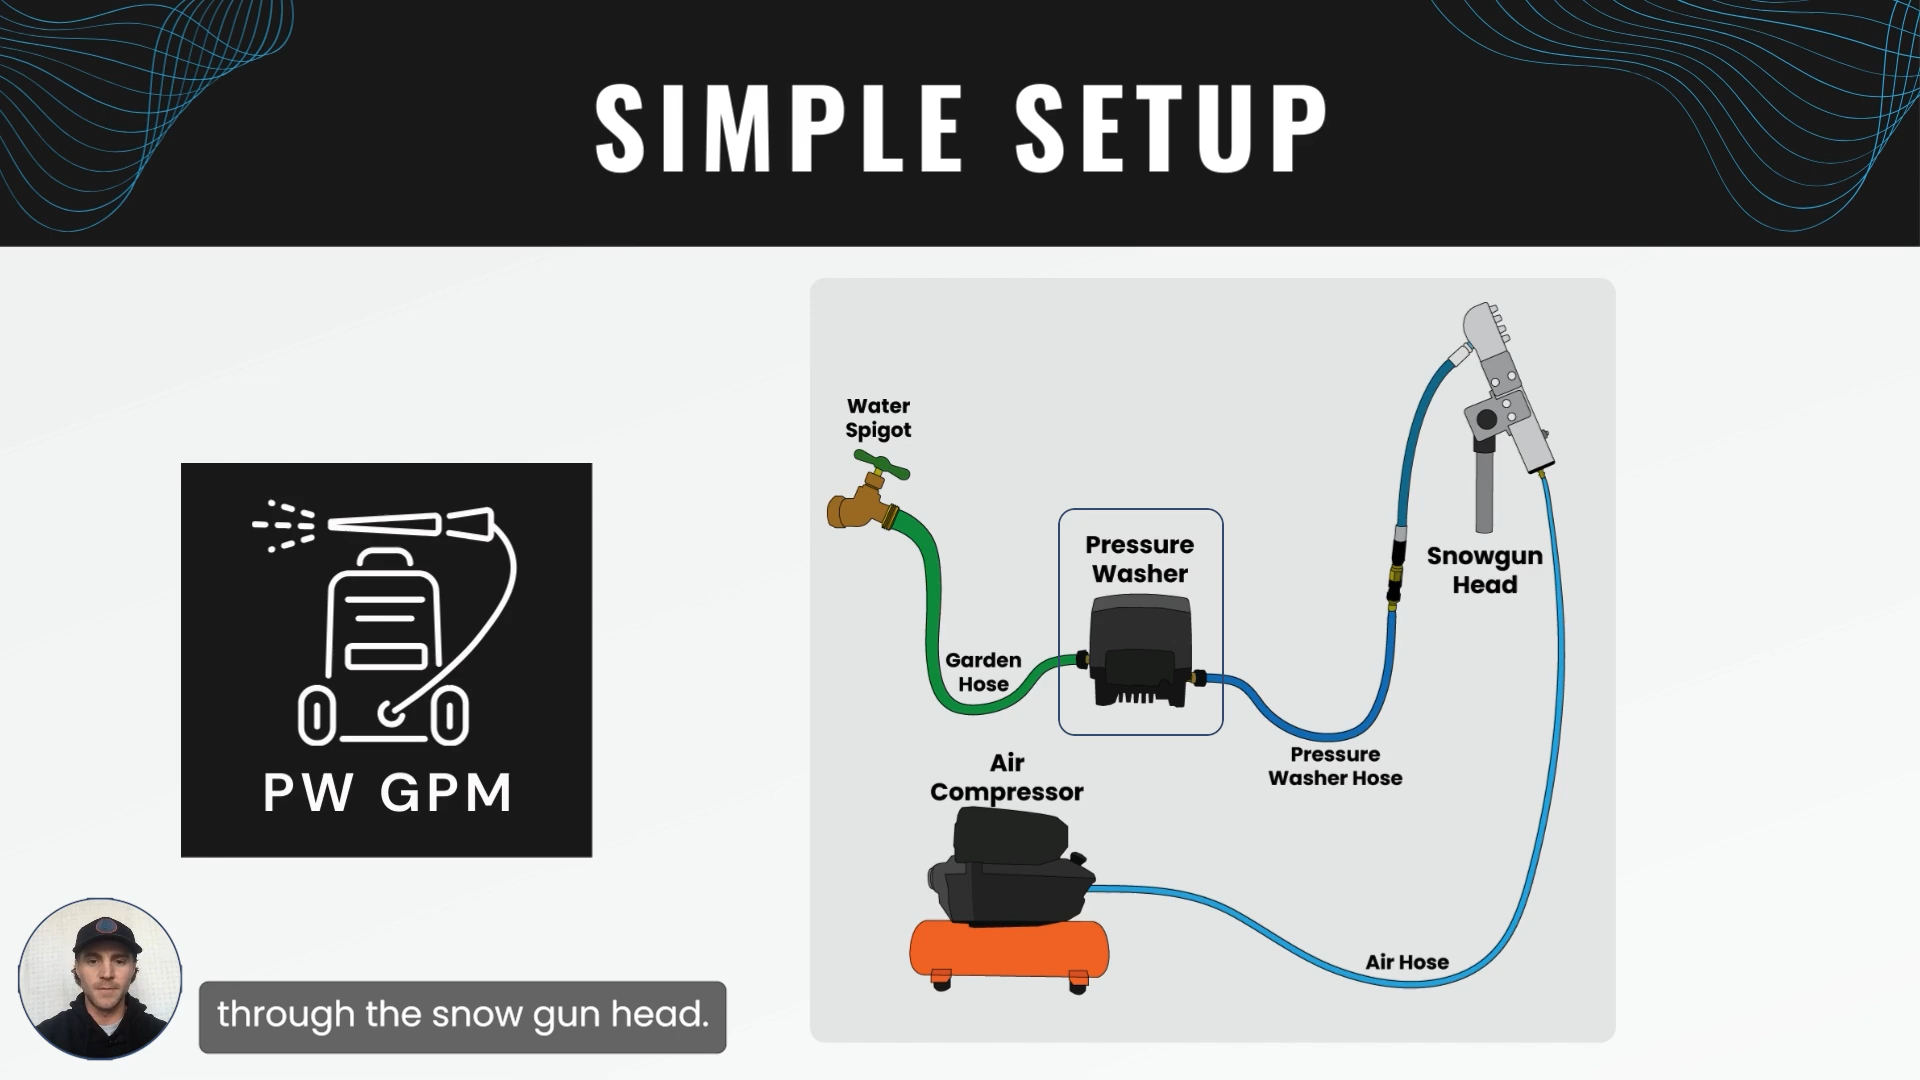 SIMPLE SETUP
Water
Spigot
Pressure
Washer
Snowgun
Head
Garden
Hose
Pressure
Washer Hose
Air
Compressor
Air Hose
PW GPM
through the snow gun head.